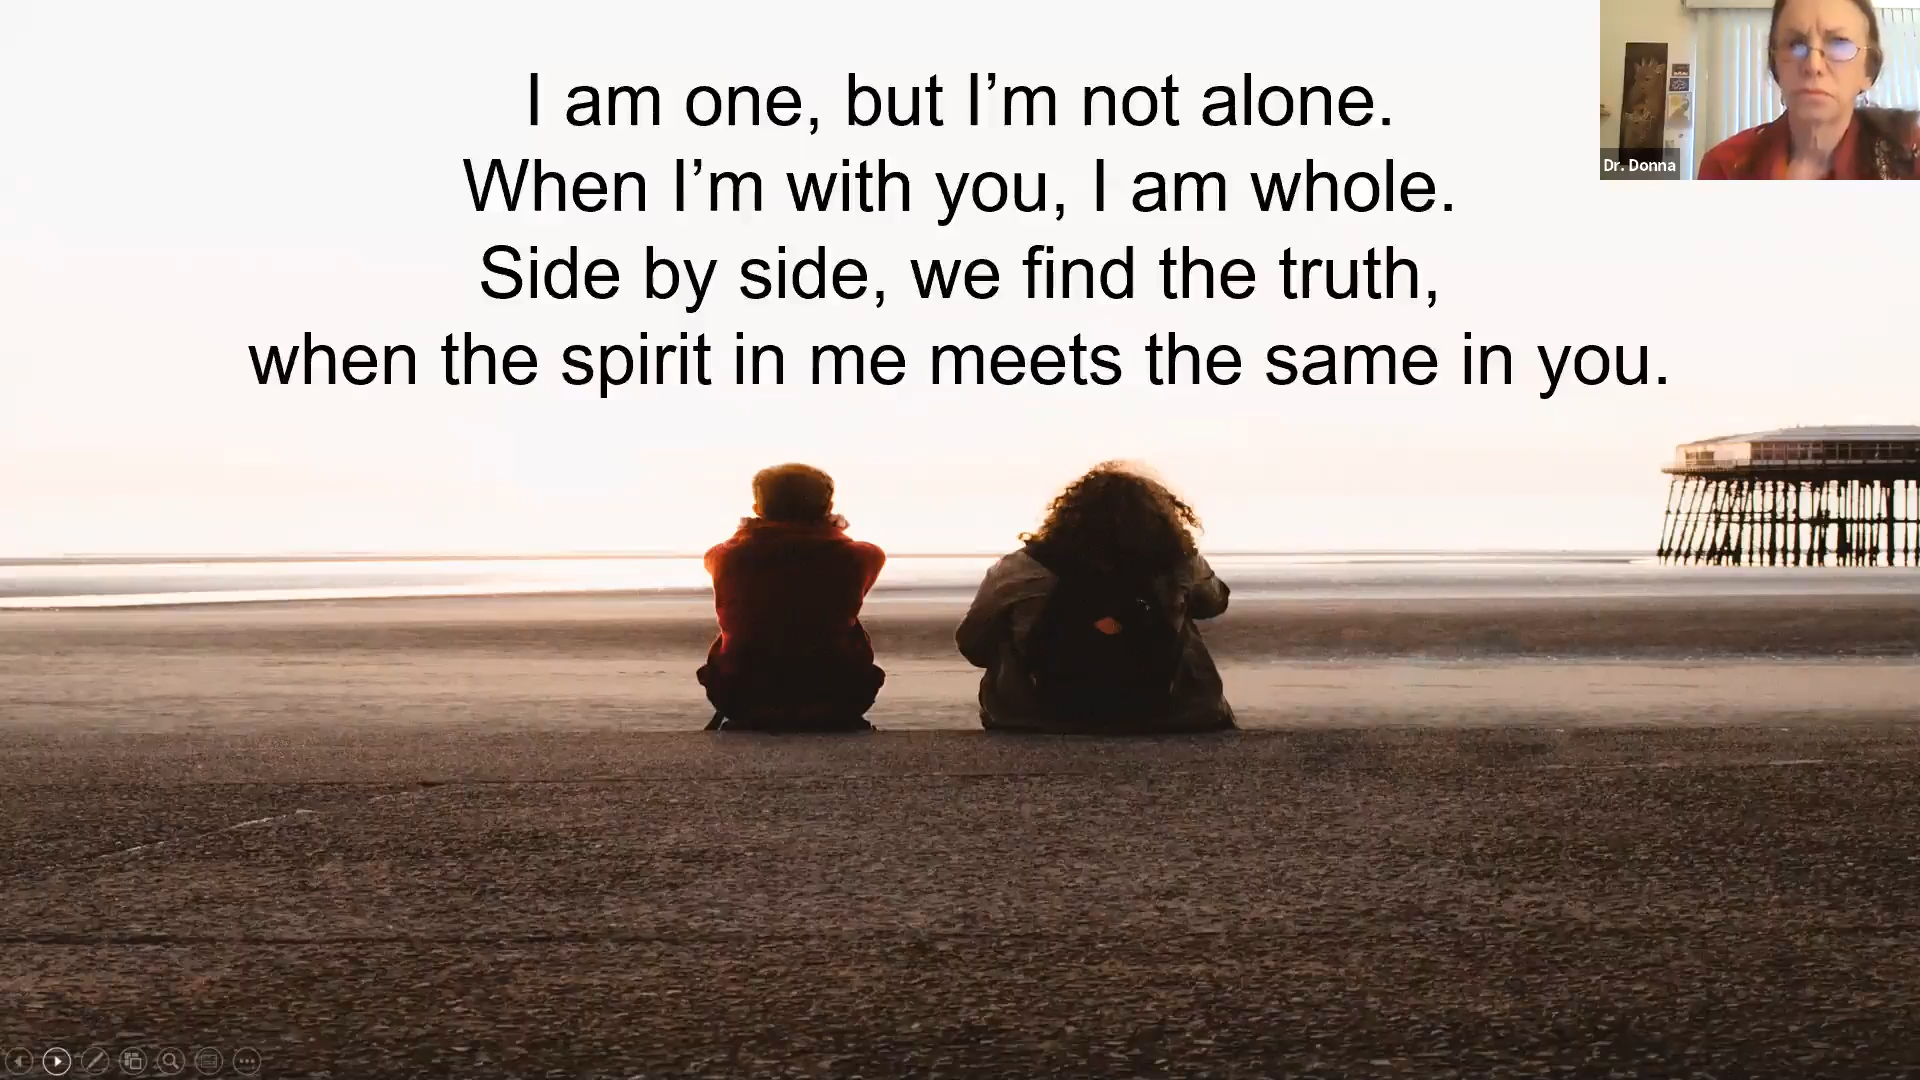 I am one, but I’m not alone.
When I’m with you, I am whole.
Side by side, we find the truth,
when the spirit in me meets the same in you.
Dr. Donna